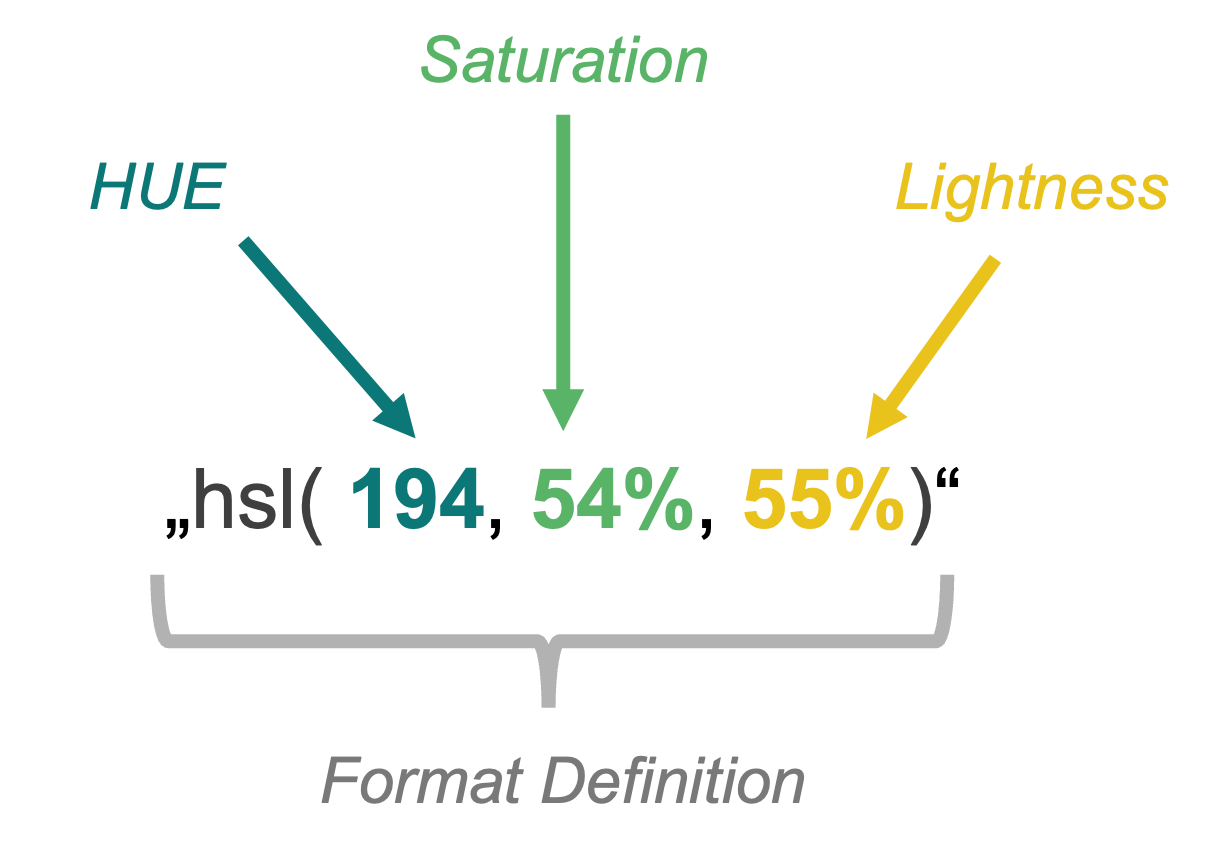 Saturation
HUE
Lightness
„hsl( 194, 54%, 55%)“
Format Definition